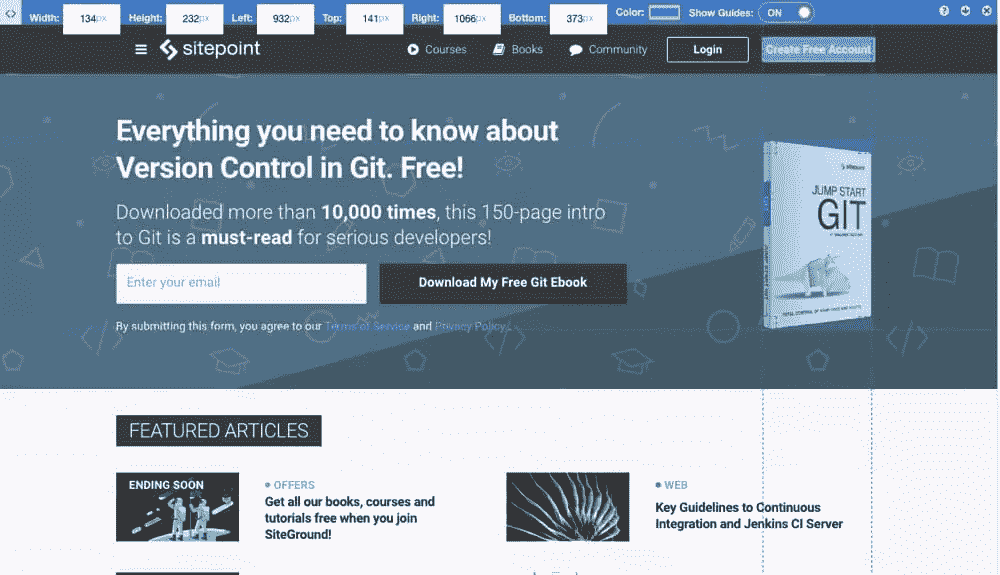 Width: 134px Height: 232px Left: 932px Top: 141px Right: 1066px Bottom: 373px Color: Show Guides: ON
sitepoint Courses Books Community Login Create Free Account
Everything you need to know about
Version Control in Git. Free!
Downloaded more than 10,000 times, this 150-page intro
to Git is a must-read for serious developers!
Enter your email Download My Free Git Ebook
By submitting this form, you agree to our Terms of Service and Privacy Policy.
sitepoint
JUMP START
GIT
FEATURED ARTICLES
ENDING SOON
OFFERS
Get all our books, courses and
tutorials free when you join
SiteGround!
WEB
Key Guidelines to Continuous
Integration and Jenkins CI Server